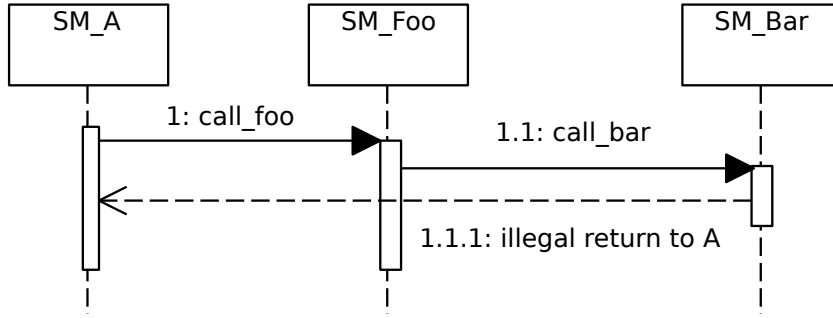 SM_A
SM_Foo
SM_Bar
1: call_foo
1.1: call_bar
1.1.1: illegal return to A